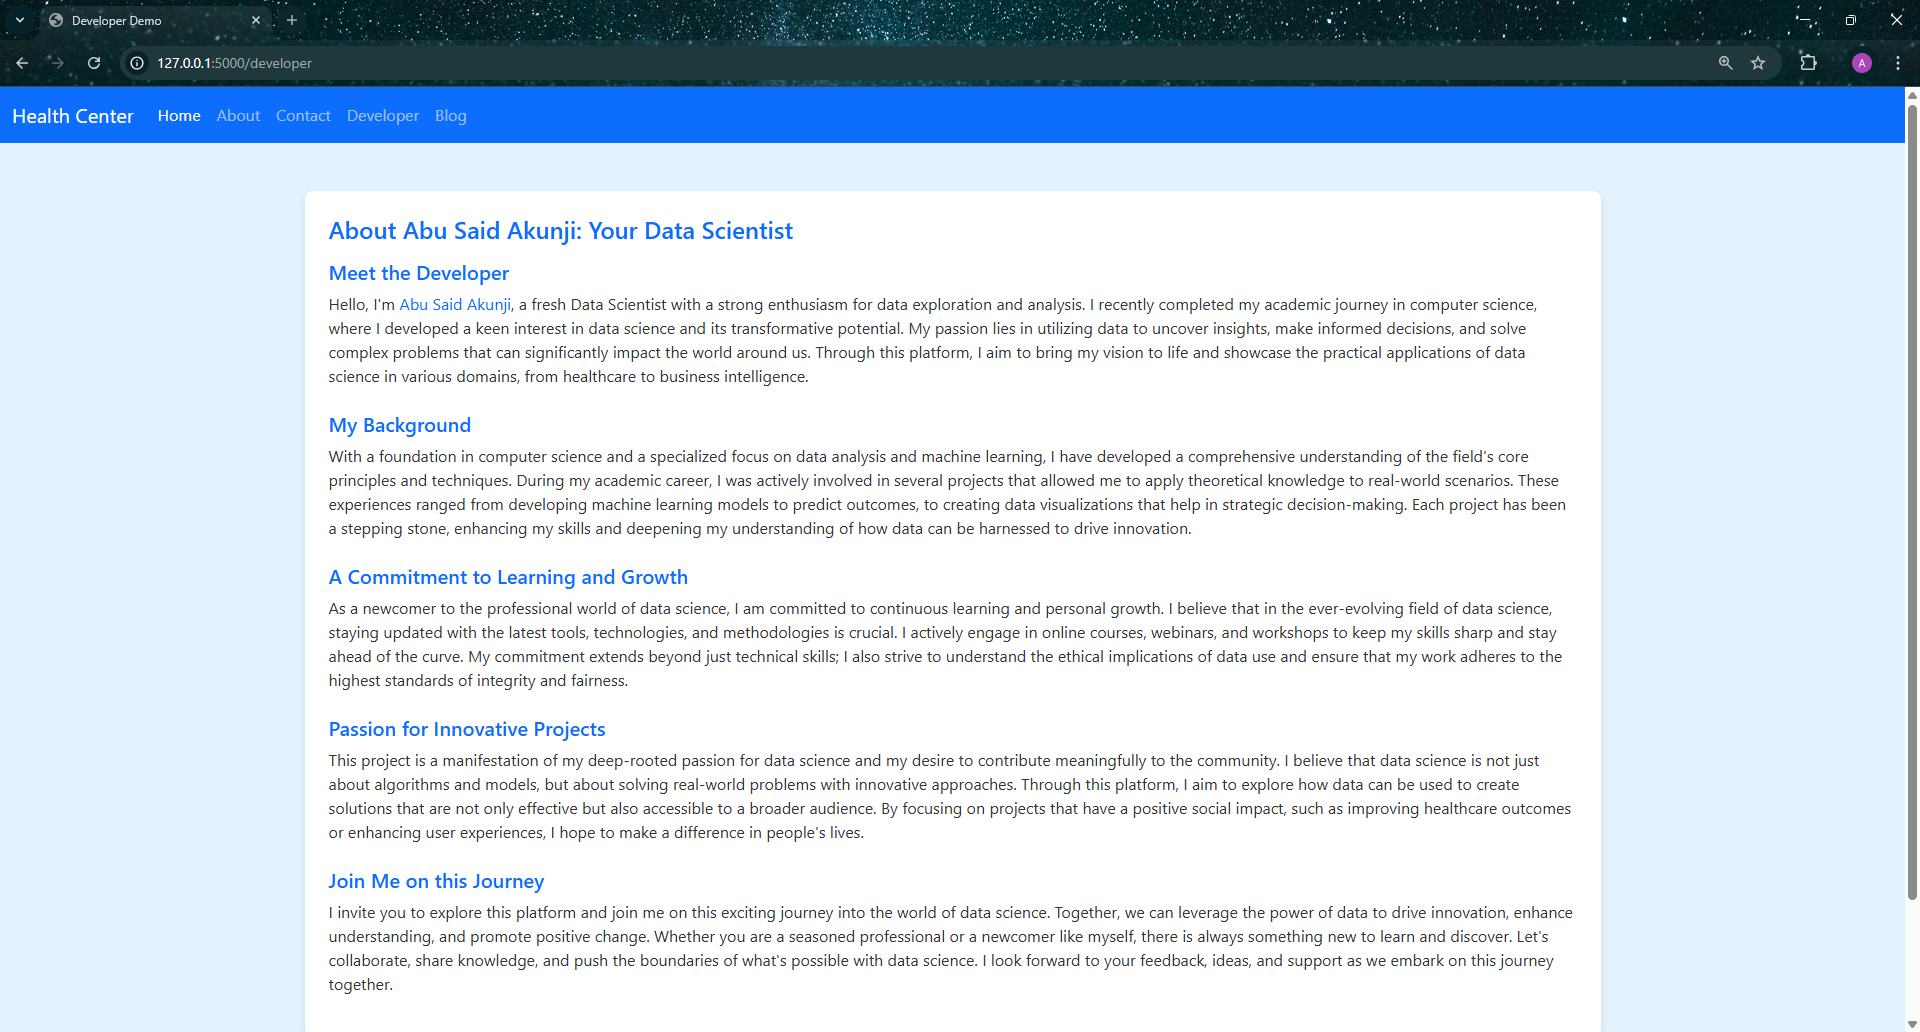 Developer Demo
127.0.0.1:5000/developer
A
Health Center Home About Contact Developer Blog
About Abu Said Akunji: Your Data Scientist
Meet the Developer
Hello, I'm Abu Said Akunji, a fresh Data Scientist with a strong enthusiasm for data exploration and analysis. I recently completed my academic journey in computer science,
where I developed a keen interest in data science and its transformative potential. My passion lies in utilizing data to uncover insights, make informed decisions, and solve
complex problems that can significantly impact the world around us. Through this platform, I aim to bring my vision to life and showcase the practical applications of data
science in various domains, from healthcare to business intelligence.
My Background
With a foundation in computer science and a specialized focus on data analysis and machine learning, I have developed a comprehensive understanding of the field's core
principles and techniques. During my academic career, I was actively involved in several projects that allowed me to apply theoretical knowledge to real-world scenarios. These
experiences ranged from developing machine learning models to predict outcomes, to creating data visualizations that help in strategic decision-making. Each project has been
a stepping stone, enhancing my skills and deepening my understanding of how data can be harnessed to drive innovation.
A Commitment to Learning and Growth
As a newcomer to the professional world of data science, I am committed to continuous learning and personal growth. I believe that in the ever-evolving field of data science,
staying updated with the latest tools, technologies, and methodologies is crucial. I actively engage in online courses, webinars, and workshops to keep my skills sharp and stay
ahead of the curve. My commitment extends beyond just technical skills; I also strive to understand the ethical implications of data use and ensure that my work adheres to the
highest standards of integrity and fairness.
Passion for Innovative Projects
This project is a manifestation of my deep-rooted passion for data science and my desire to contribute meaningfully to the community. I believe that data science is not just
about algorithms and models, but about solving real-world problems with innovative approaches. Through this platform, I aim to explore how data can be used to create
solutions that are not only effective but also accessible to a broader audience. By focusing on projects that have a positive social impact, such as improving healthcare outcomes
or enhancing user experiences, I hope to make a difference in people's lives.
Join Me on this Journey
I invite you to explore this platform and join me on this exciting journey into the world of data science. Together, we can leverage the power of data to drive innovation, enhance
understanding, and promote positive change. Whether you are a seasoned professional or a newcomer like myself, there is always something new to learn and discover. Let's
collaborate, share knowledge, and push the boundaries of what's possible with data science. I look forward to your feedback, ideas, and support as we embark on this journey
together.